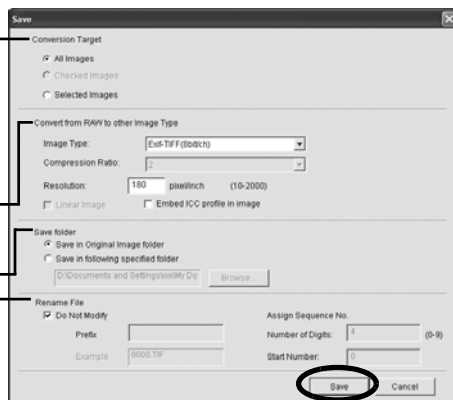 Save
Conversion Target
All Images
Checked Images
Selected Images
Convert from RAW to other Image Type
Image Type: Exif-TIFF(8bit/ch)
Compression Ratio: 2
Resolution: 180 pixel/inch (10-2000)
Linear image Embed ICC profile in image
Save folder
Save in Original Image folder
Save in following specified folder
D:\Documents and Settings\ Browse...
Rename File
Do Not Modify Assign Sequence No.
Prefix Number of Digits: 4 (0-9)
Example 0000.TIF Start Number: 0
Save Cancel